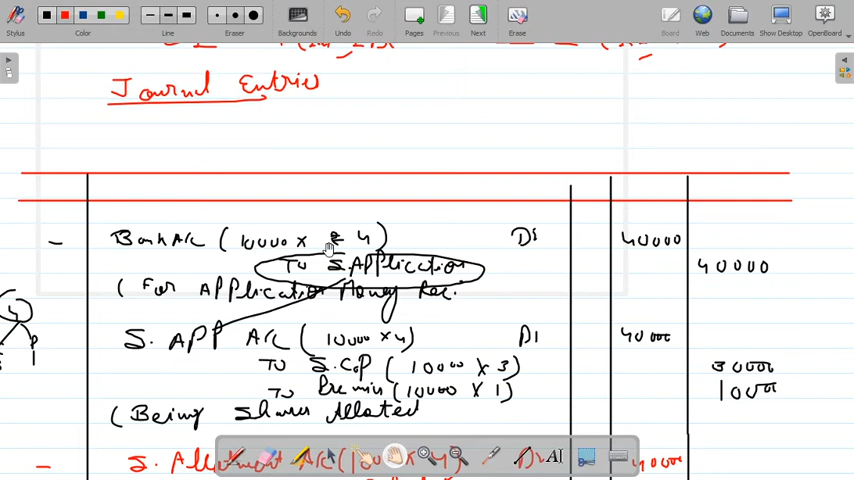 Stylus Color Line Eraser Backgrounds Undo Redo Pages Previous Next Erase Board Web Documents Show Desktop OpenBoard
Journal Entries
- Bank A/c ( 10000 x 4 ) Dr 40000
To S. Application 40000
( For Application Money Rec.
S. APP A/c ( 10000 x 4 ) Dr 40000
To S. Cap ( 10000 x 3 ) 30000
To Premium ( 10000 x 1 ) 10000
( Being Shares Allotted
- S. Allotment A/c ( x 4 ) Dr 40000